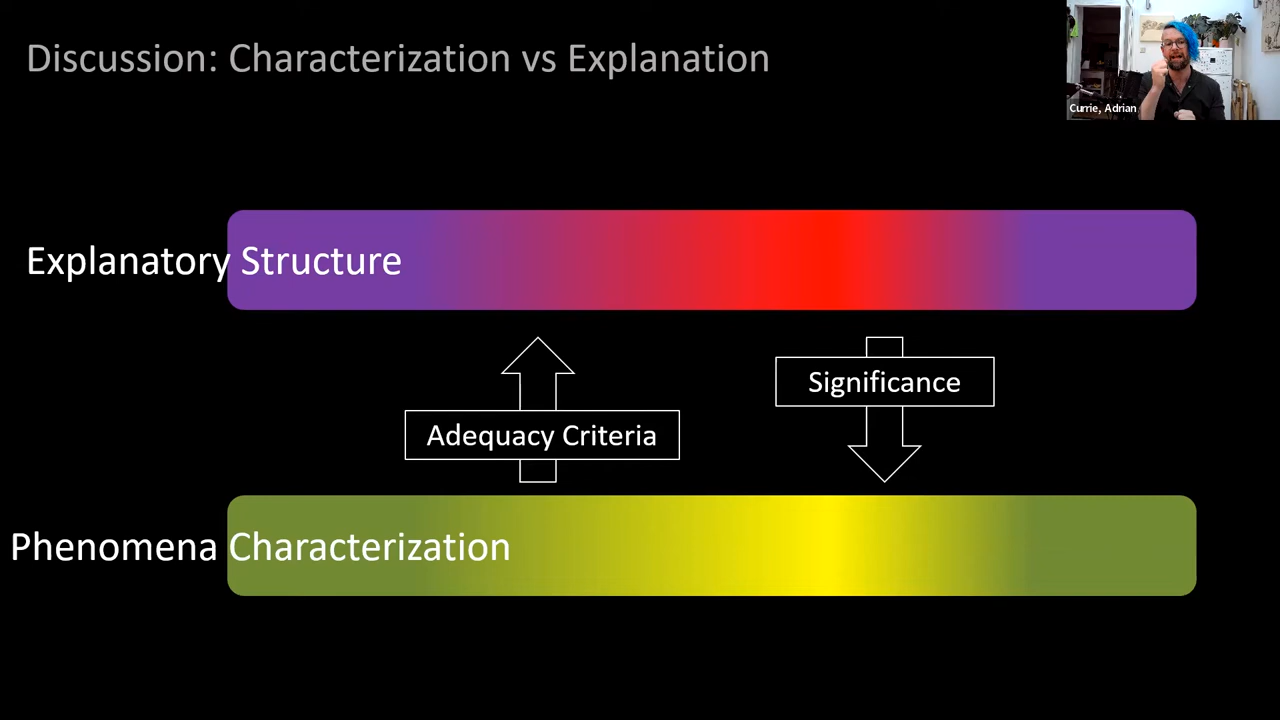 Discussion: Characterization vs Explanation
Currie, Adrian
Explanatory Structure
Significance
Adequacy Criteria
Phenomena Characterization